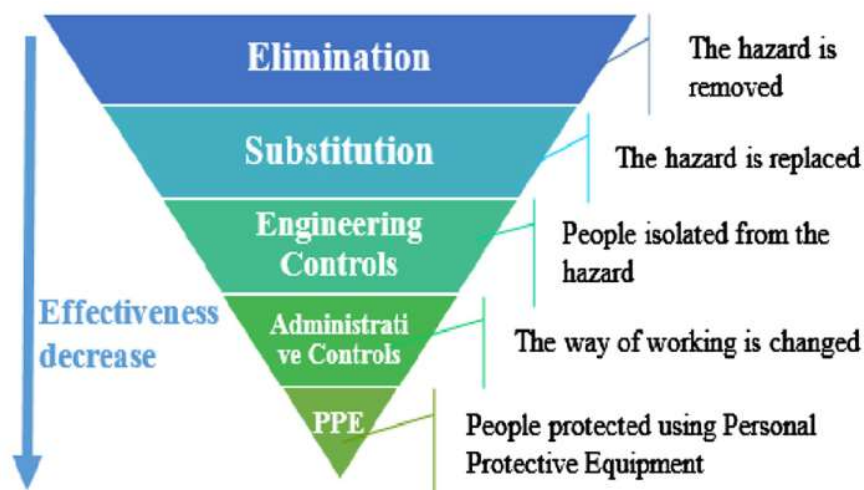 Elimination
The hazard is
removed
Substitution
The hazard is replaced
Engineering
Controls
People isolated from the
hazard
Effectiveness
decrease
Administrati
ve Controls
The way of working is changed
PPE
People protected using Personal
Protective Equipment